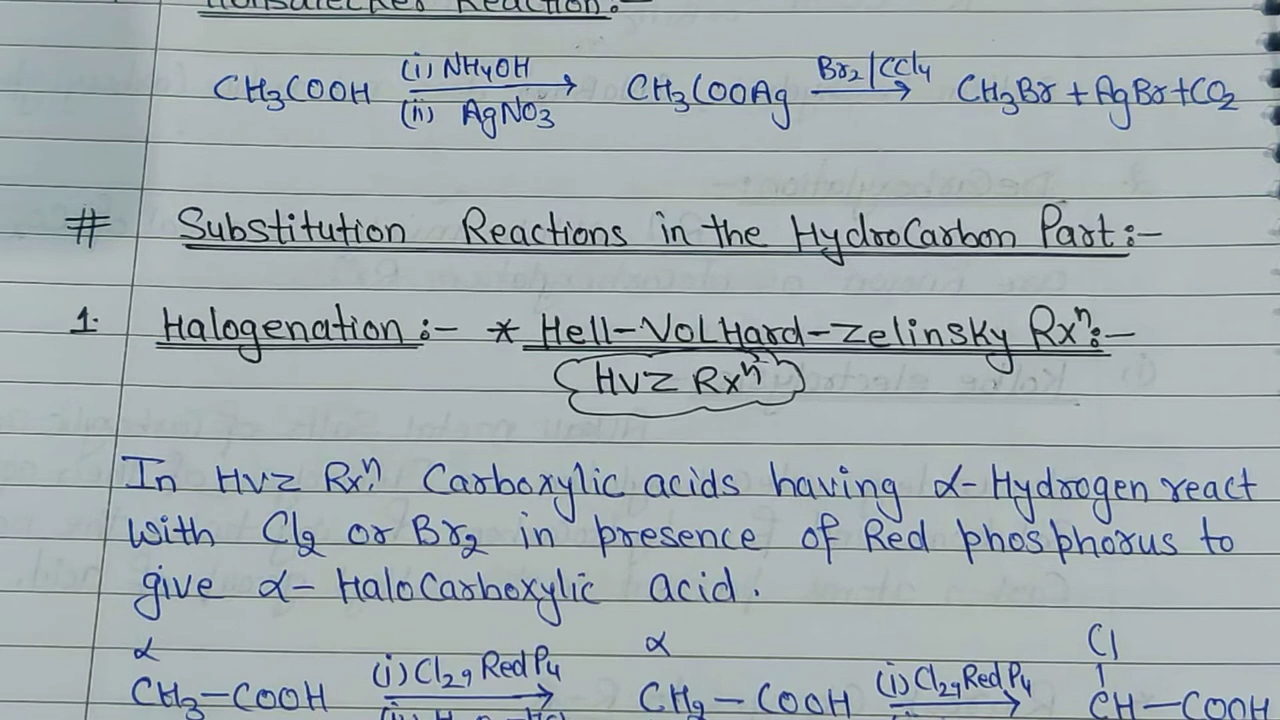 Reaction:-
CH3COOH (i) NH4OH (ii) AgNO3 → CH3COOAg Br2/CCl4 → CH3Br + AgBr + CO2
# Substitution Reactions in the HydroCarbon Part:-
1. Halogenation:- * Hell-VolHard-Zelinsky Rxⁿ:-
{HVZ Rxⁿ}
In HVZ Rxⁿ. Carboxylic acids having α-Hydrogen react
with Cl2 or Br2 in presence of Red phosphorus to
give α-HaloCarboxylic acid.
α α Cl
CH3-COOH (i) Cl2, Red P4 → CH2-COOH (i) Cl2, Red P4 → CH-COOH